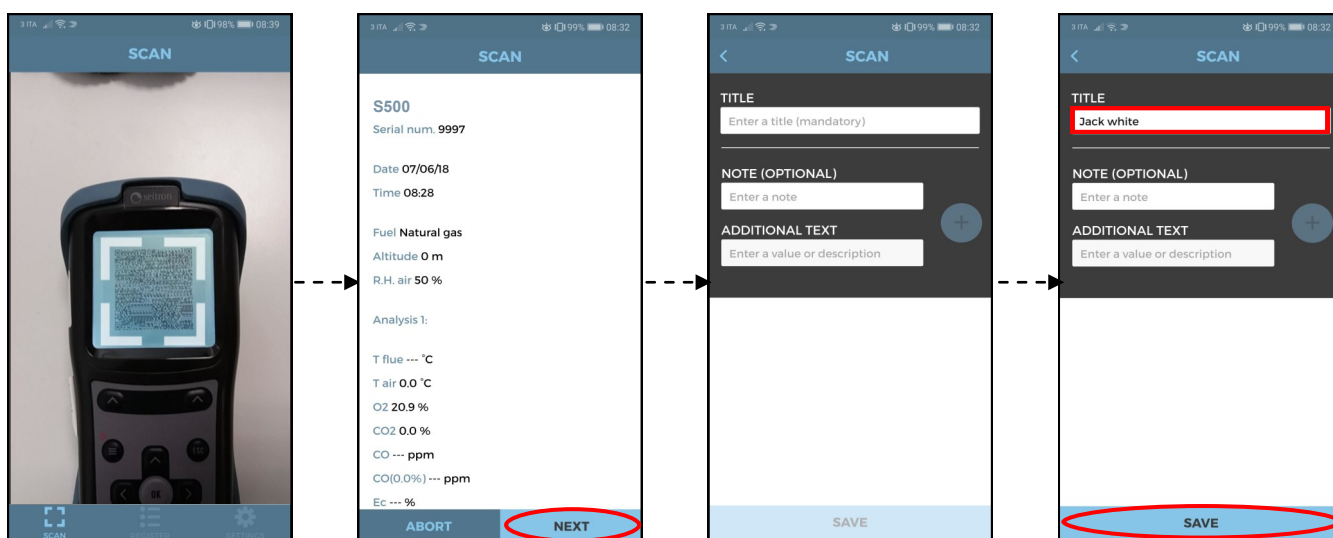 3 ITA 98% 08:39
SCAN
seitron
ESC
OK
SCAN
REGISTER
SETTINGS
3 ITA 99% 08:32
SCAN
S500
Serial num. 9997
Date 07/06/18
Time 08:28
Fuel Natural gas
Altitude 0 m
R.H. air 50 %
Analysis 1:
T flue --- °C
T air 0.0 °C
O2 20.9 %
CO2 0.0 %
CO --- ppm
CO(0.0%) --- ppm
Ec --- %
ABORT NEXT
3 ITA 99% 08:32
SCAN
TITLE
Enter a title (mandatory)
NOTE (OPTIONAL)
Enter a note
ADDITIONAL TEXT
Enter a value or description
SAVE
3 ITA 99% 08:32
SCAN
TITLE
Jack white
NOTE (OPTIONAL)
Enter a note
ADDITIONAL TEXT
Enter a value or description
SAVE